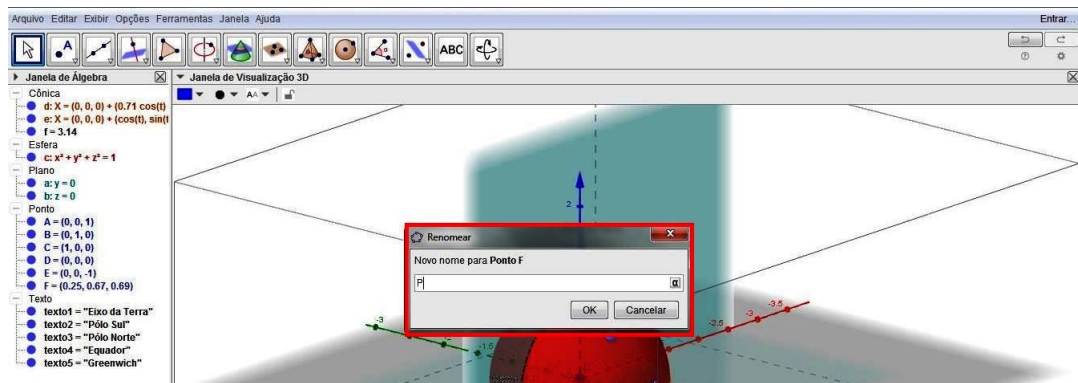 Arquivo Editar Exibir Opções Ferramentas Janela Ajuda
Entrar...
A
ABC
Janela de Álgebra
Janela de Visualização 3D
AA
Cônica
d: X = (0, 0, 0) + (0.71 cos(t)
e: X = (0, 0, 0) + (cos(t), sin(t
f = 3.14
Esfera
c: x² + y² + z² = 1
Plano
a: y = 0
b: z = 0
Ponto
A = (0, 0, 1)
B = (0, 1, 0)
C = (1, 0, 0)
D = (0, 0, 0)
E = (0, 0, -1)
F = (0.25, 0.67, 0.69)
Texto
texto1 = "Eixo da Terra"
texto2 = "Pólo Sul"
texto3 = "Pólo Norte"
texto4 = "Equador"
texto5 = "Greenwich"
2
Renomear
Novo nome para Ponto F
P
α
OK
Cancelar
-3
-1.5
-2.5
-3
-3.5